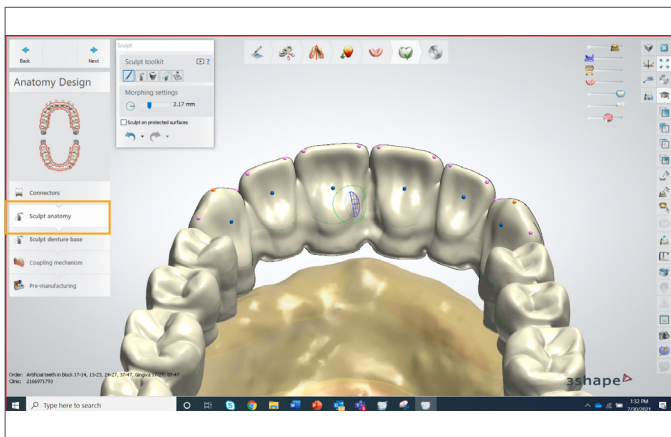 Back
Next
Anatomy Design
Connectors
Sculpt anatomy
Sculpt denture base
Coupling mechanism
Pre-manufacturing
Sculpt
Sculpt toolkit
?
Morphing settings
2.17 mm
Sculpt on protected surfaces
Order: Artificial teeth in block 17-14, 13-23, 24-27, 37-47, Gingiva 17-27, 37-47
Clinic: 2166971793
3shape
Type here to search
1:32 PM
7/30/2021